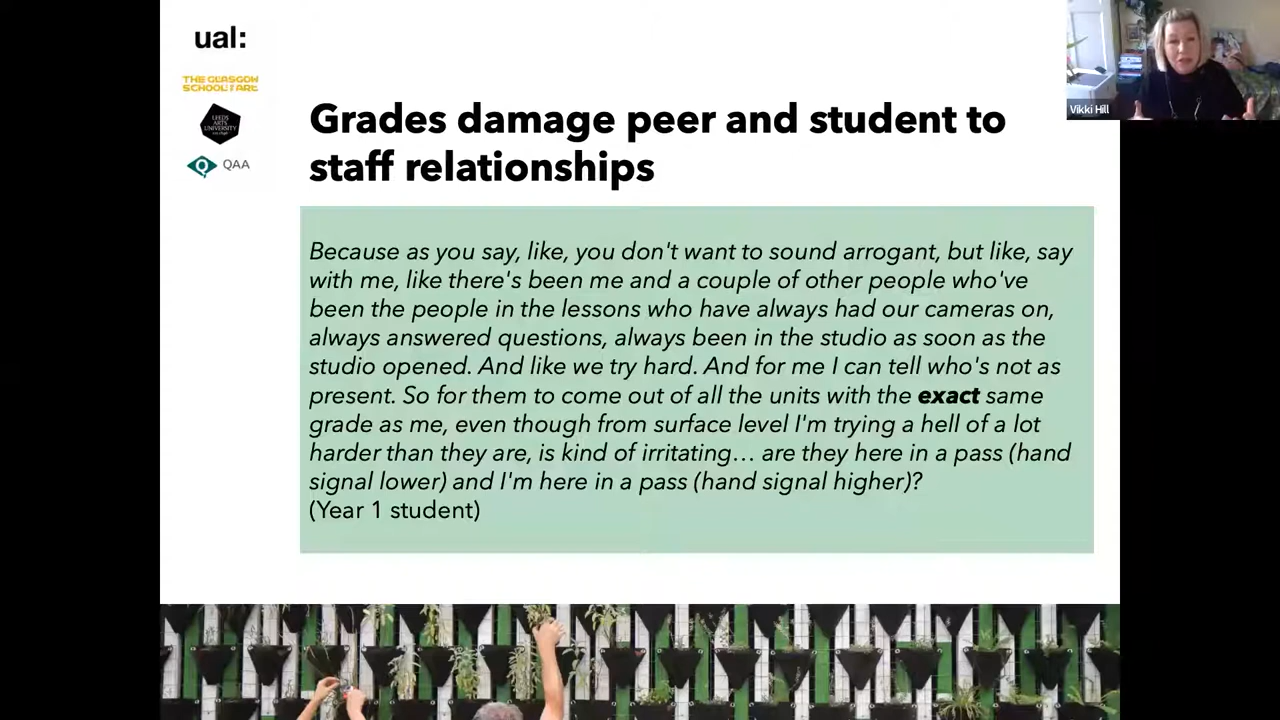 ual:
THE GLASGOW
SCHOOL OF ART
LEEDS
ARTS
UNIVERSITY
QAA
Vikki Hill
Grades damage peer and student to
staff relationships
Because as you say, like, you don't want to sound arrogant, but like, say
with me, like there's been me and a couple of other people who've
been the people in the lessons who have always had our cameras on,
always answered questions, always been in the studio as soon as the
studio opened. And like we try hard. And for me I can tell who's not as
present. So for them to come out of all the units with the exact same
grade as me, even though from surface level I'm trying a hell of a lot
harder than they are, is kind of irritating… are they here in a pass (hand
signal lower) and I'm here in a pass (hand signal higher)?
(Year 1 student)